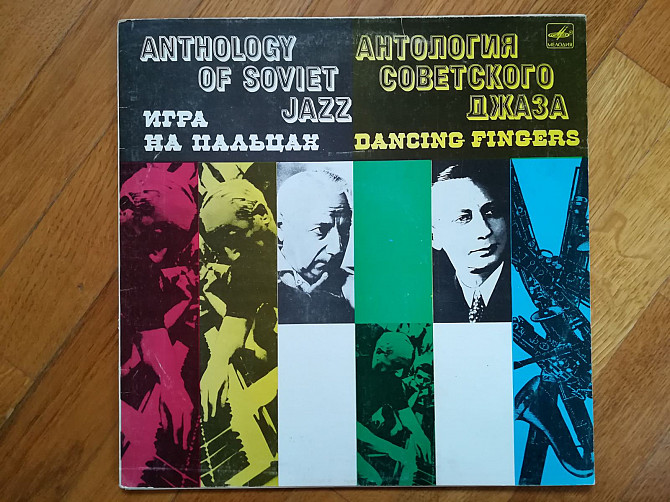 ANTHOLOGY
OF SOVIET
JAZZ
ИГРА
НА ПАЛЬЦАХ
АНТОЛОГИЯ
СОВЕТСКОГО
ДЖАЗА
DANCING FINGERS
МЕЛОДИЯ